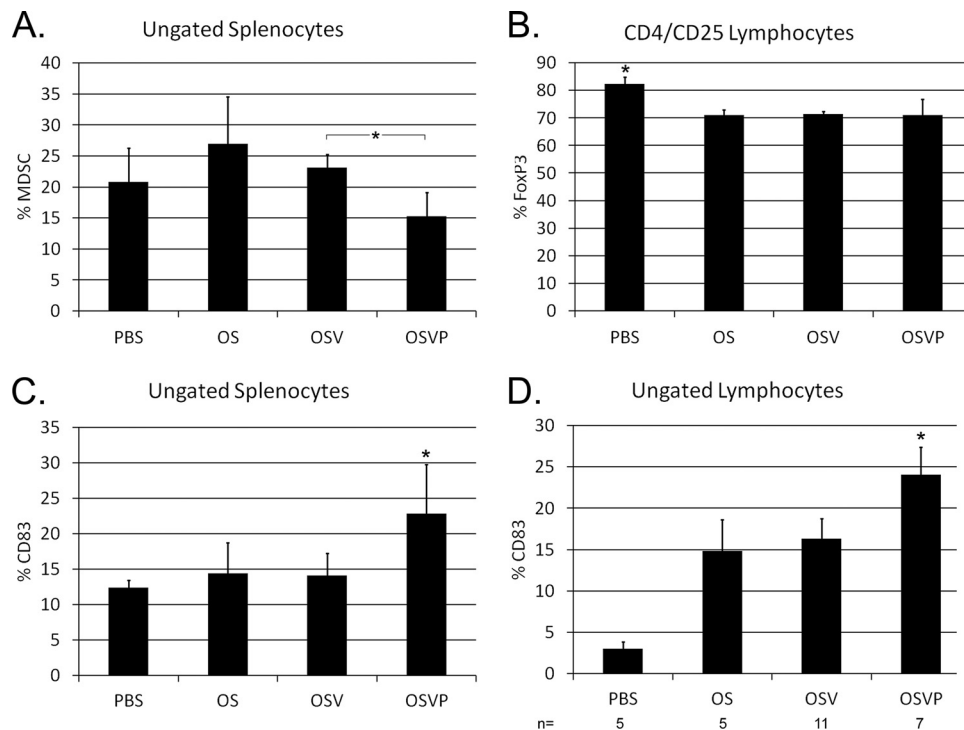 A.
Ungated Splenocytes
% MDSC
40
35
30
25
20
15
10
5
0
*
PBS OS OSV OSVP
B.
CD4/CD25 Lymphocytes
% FoxP3
90
80
70
60
50
40
30
20
10
0
*
PBS OS OSV OSVP
C.
Ungated Splenocytes
% CD83
35
30
25
20
15
10
5
0
*
PBS OS OSV OSVP
D.
Ungated Lymphocytes
% CD83
30
25
20
15
10
5
0
*
PBS OS OSV OSVP
n= 5 5 11 7